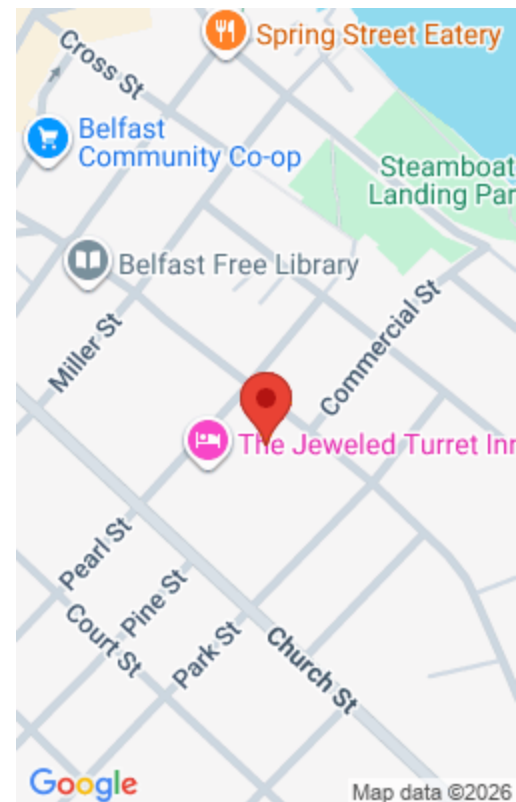 Cross St
Spring Street Eatery
Belfast
Community Co-op
Steamboat
Landing Par
Belfast Free Library
Commercial St
Miller St
The Jeweled Turret Inn
Pearl St
Pine St
Court St
Park St
Church St
Google
Map data ©2026